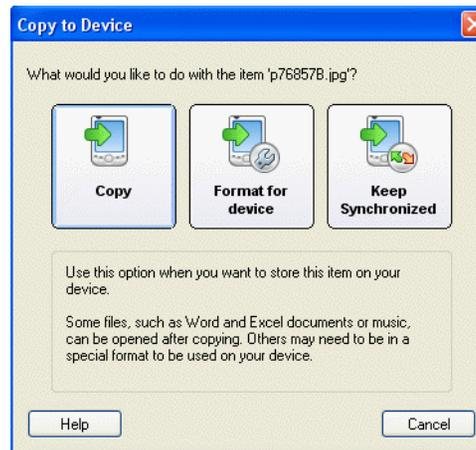 Copy to Device
What would you like to do with the item 'p76857B.jpg'?
Copy
Format for
device
Keep
Synchronized
Use this option when you want to store this item on your
device.
Some files, such as Word and Excel documents or music,
can be opened after copying. Others may need to be in a
special format to be used on your device.
Help
Cancel